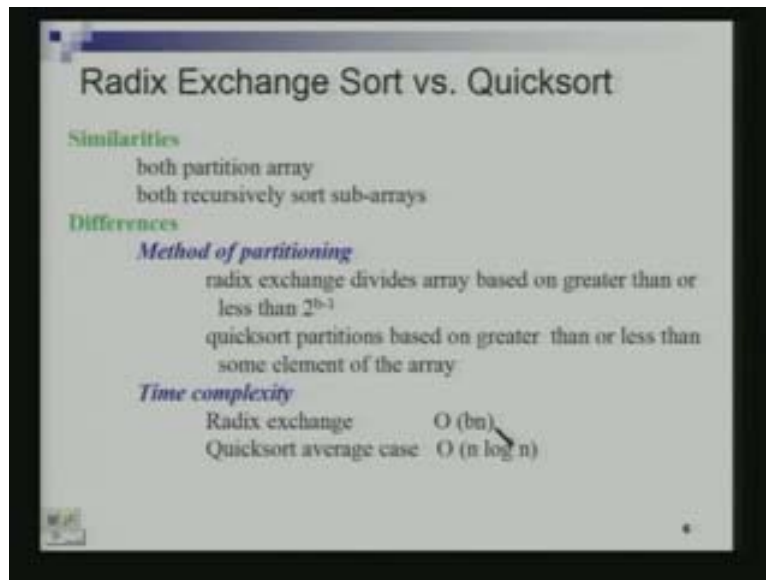 Radix Exchange Sort vs. Quicksort
Similarities
both partition array
both recursively sort sub-arrays
Differences
Method of partitioning
radix exchange divides array based on greater than or
less than 2^b-1
quicksort partitions based on greater than or less than
some element of the array
Time complexity
Radix exchange O (bn)
Quicksort average case O (n log n)
6